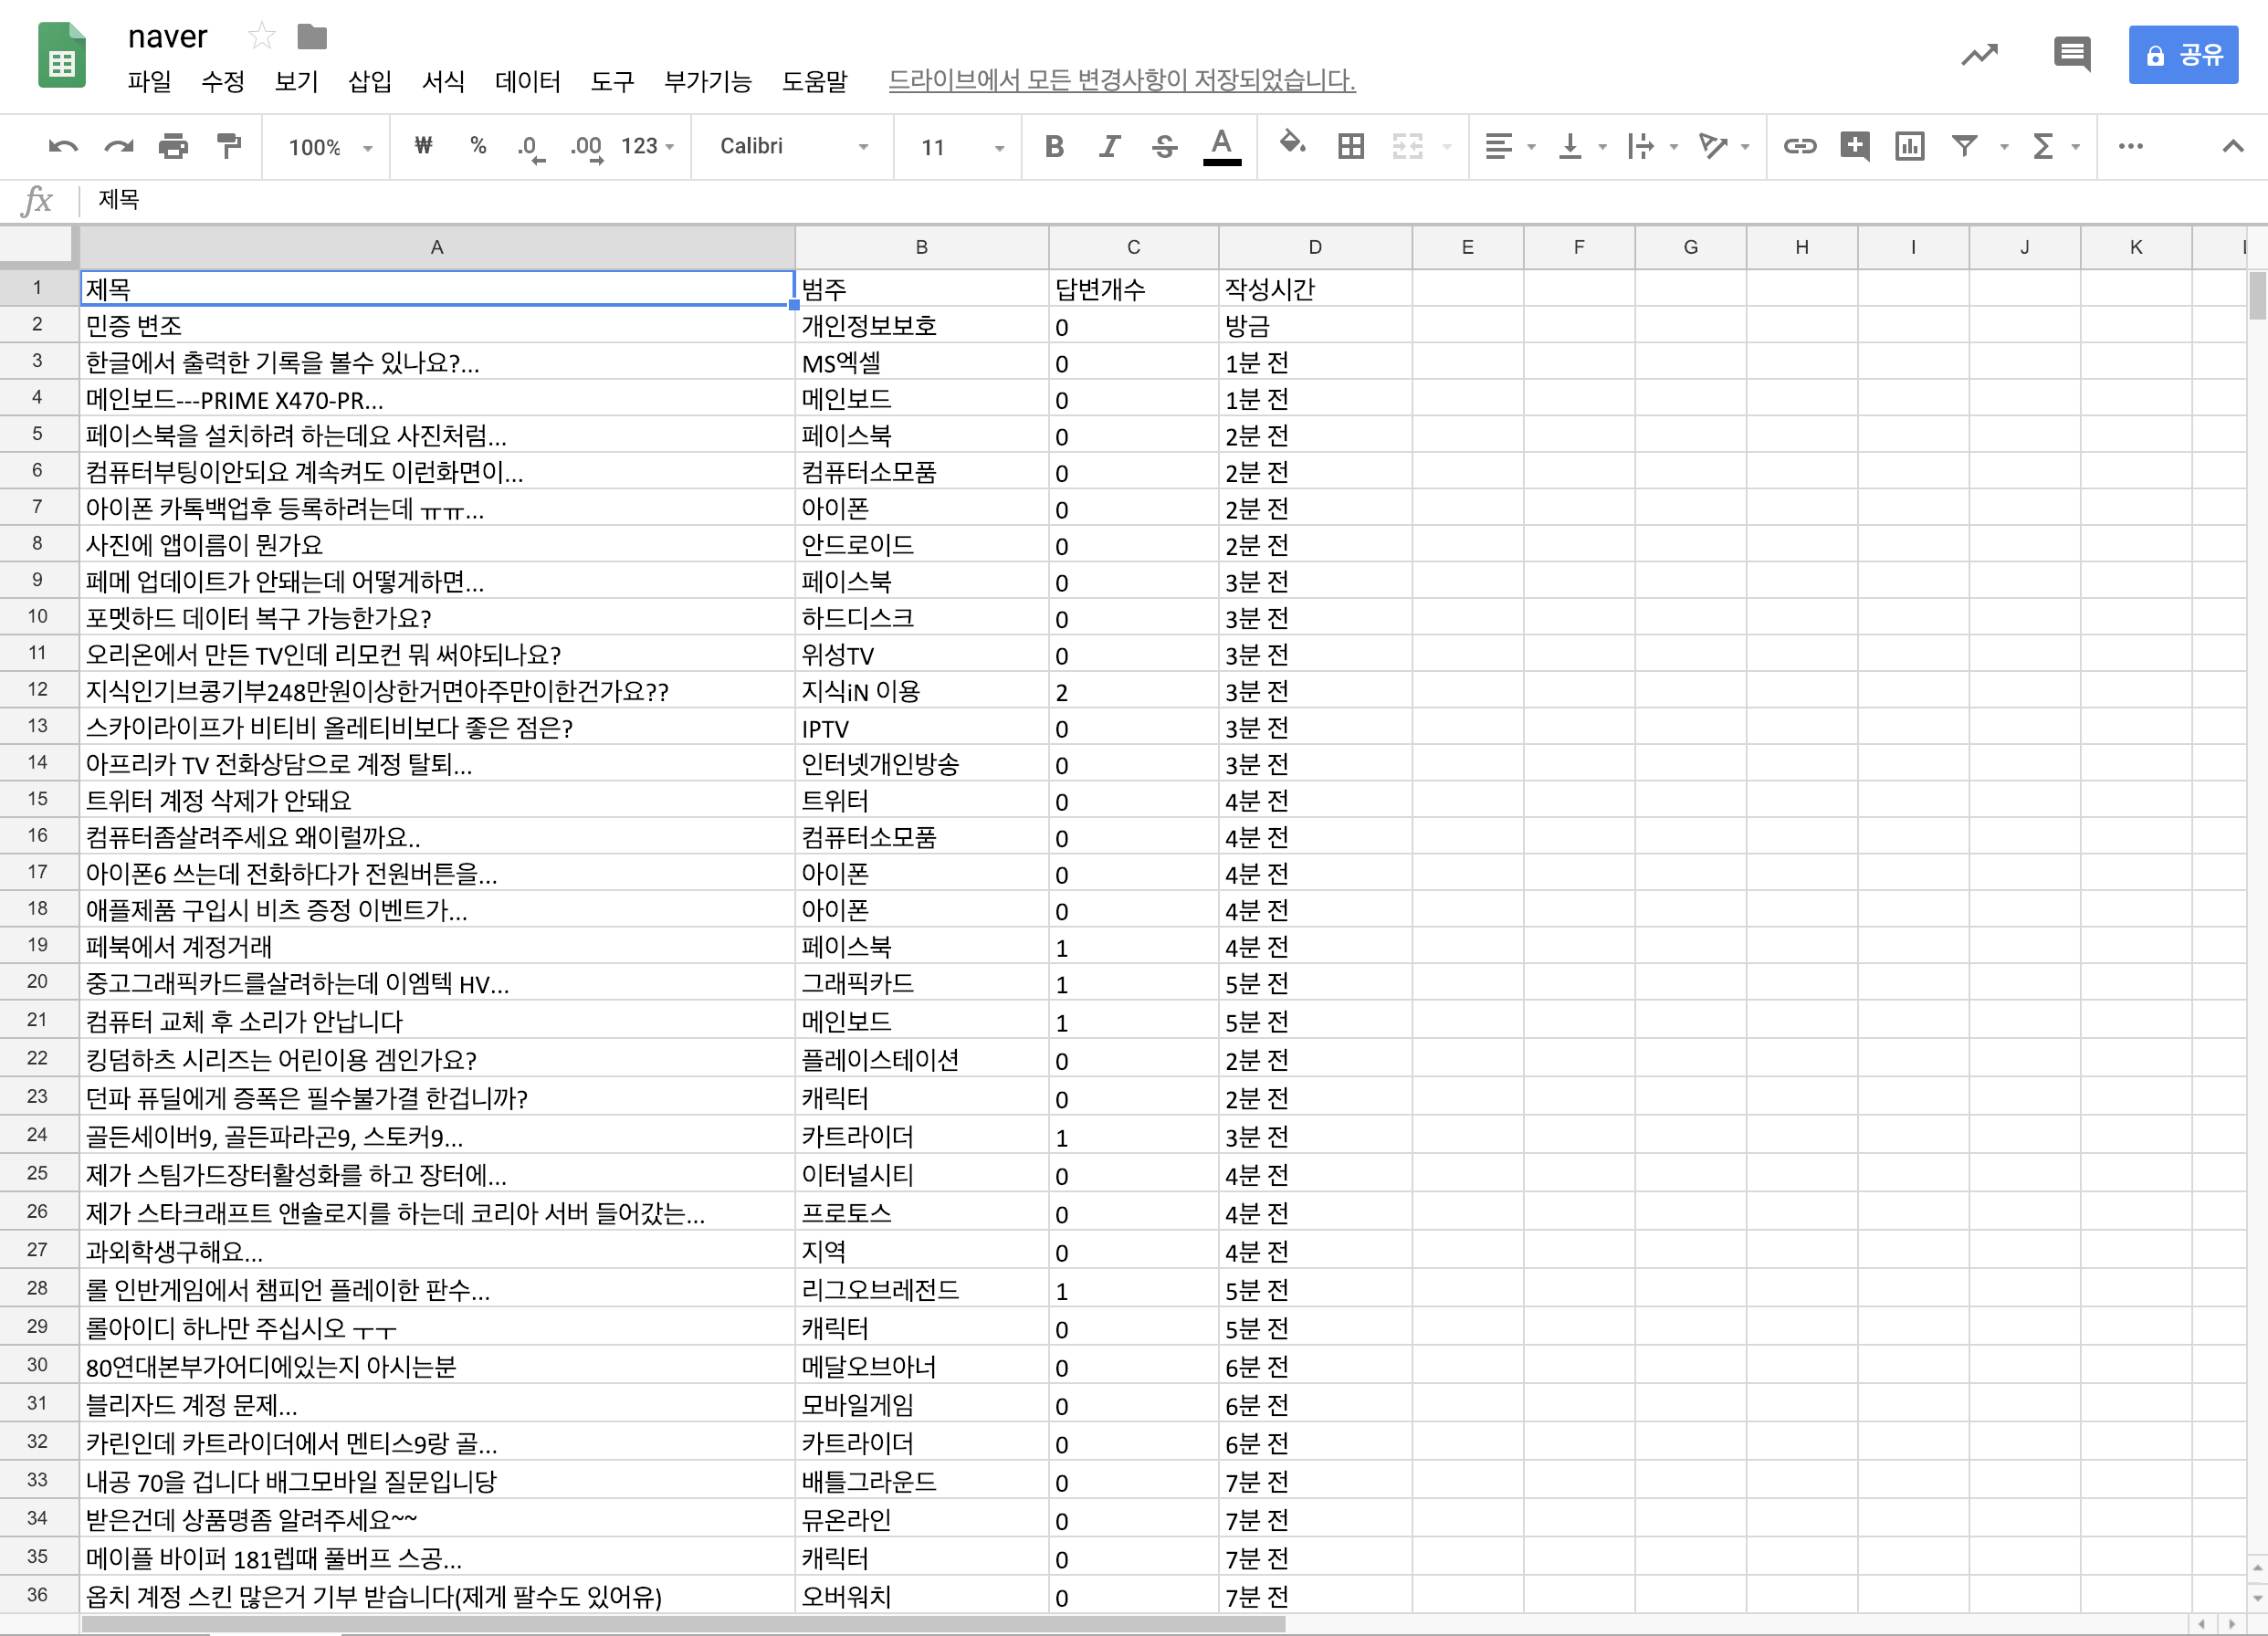 naver
파일 수정 보기 삽입 서식 데이터 도구 부가기능 도움말 드라이브에서 모든 변경사항이 저장되었습니다.
공유
100% ₩ % .0 .00 123 Calibri 11 B I S A Σ
fx 제목
A B C D E F G H I J K
1 제목 범주 답변개수 작성시간
2 민증 변조 개인정보보호 0 방금
3 한글에서 출력한 기록을 볼수 있나요?... MS엑셀 0 1분 전
4 메인보드---PRIME X470-PR... 메인보드 0 1분 전
5 페이스북을 설치하려 하는데요 사진처럼... 페이스북 0 2분 전
6 컴퓨터부팅이안되요 계속켜도 이런화면이... 컴퓨터소모품 0 2분 전
7 아이폰 카톡백업후 등록하려는데 ㅠㅠ... 아이폰 0 2분 전
8 사진에 앱이름이 뭔가요 안드로이드 0 2분 전
9 페메 업데이트가 안돼는데 어떻게하면... 페이스북 0 3분 전
10 포멧하드 데이터 복구 가능한가요? 하드디스크 0 3분 전
11 오리온에서 만든 TV인데 리모컨 뭐 써야되나요? 위성TV 0 3분 전
12 지식인기브콩기부248만원이상한거면아주만이한건가요?? 지식iN 이용 2 3분 전
13 스카이라이프가 비티비 올레티비보다 좋은 점은? IPTV 0 3분 전
14 아프리카 TV 전화상담으로 계정 탈퇴... 인터넷개인방송 0 3분 전
15 트위터 계정 삭제가 안돼요 트위터 0 4분 전
16 컴퓨터좀살려주세요 왜이럴까요.. 컴퓨터소모품 0 4분 전
17 아이폰6 쓰는데 전화하다가 전원버튼을... 아이폰 0 4분 전
18 애플제품 구입시 비츠 증정 이벤트가... 아이폰 0 4분 전
19 페북에서 계정거래 페이스북 1 4분 전
20 중고그래픽카드를살려하는데 이엠텍 HV... 그래픽카드 1 5분 전
21 컴퓨터 교체 후 소리가 안납니다 메인보드 1 5분 전
22 킹덤하츠 시리즈는 어린이용 겜인가요? 플레이스테이션 0 2분 전
23 던파 퓨딜에게 증폭은 필수불가결 한겁니까? 캐릭터 0 2분 전
24 골든세이버9, 골든파라곤9, 스토커9... 카트라이더 1 3분 전
25 제가 스팀가드장터활성화를 하고 장터에... 이터널시티 0 4분 전
26 제가 스타크래프트 앤솔로지를 하는데 코리아 서버 들어갔는... 프로토스 0 4분 전
27 과외학생구해요... 지역 0 4분 전
28 롤 인반게임에서 챔피언 플레이한 판수... 리그오브레전드 1 5분 전
29 롤아이디 하나만 주십시오 ㅜㅜ 캐릭터 0 5분 전
30 80연대본부가어디에있는지 아시는분 메달오브아너 0 6분 전
31 블리자드 계정 문제... 모바일게임 0 6분 전
32 카린인데 카트라이더에서 멘티스9랑 골... 카트라이더 0 6분 전
33 내공 70을 겁니다 배그모바일 질문입니당 배틀그라운드 0 7분 전
34 받은건데 상품명좀 알려주세요~~ 뮤온라인 0 7분 전
35 메이플 바이퍼 181렙때 풀버프 스공... 캐릭터 0 7분 전
36 옵치 계정 스킨 많은거 기부 받습니다(제게 팔수도 있어유) 오버워치 0 7분 전